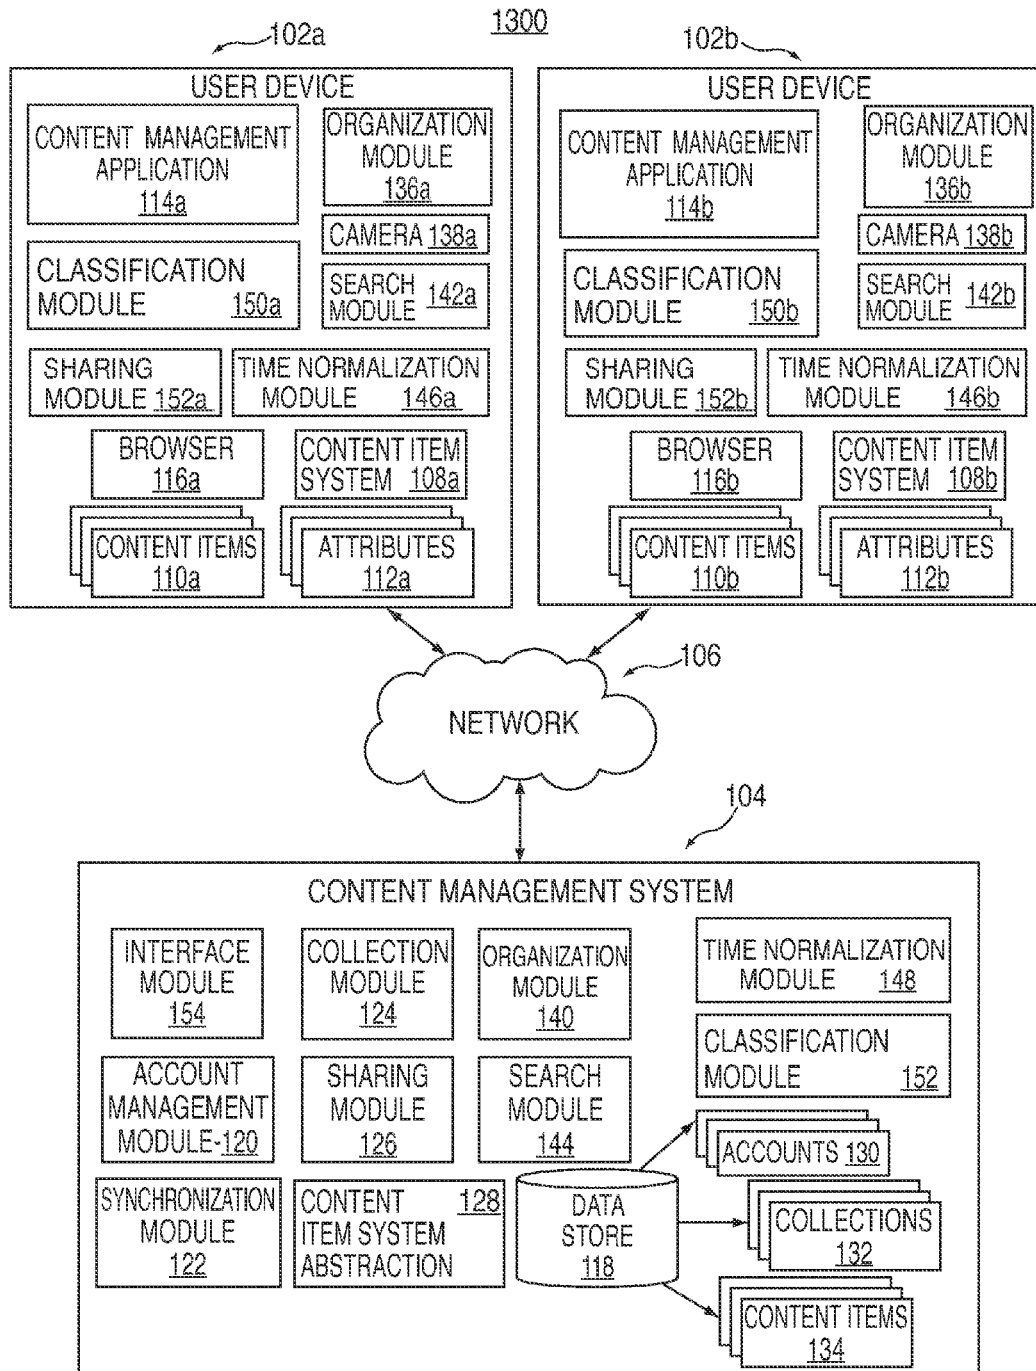 1300
102a
102b
USER DEVICE
CONTENT MANAGEMENT
APPLICATION
114a
ORGANIZATION
MODULE
136a
CAMERA 138a
CLASSIFICATION
MODULE 150a
SEARCH
MODULE 142a
SHARING
MODULE 152a
TIME NORMALIZATION
MODULE 146a
BROWSER
116a
CONTENT ITEM
SYSTEM 108a
CONTENT ITEMS
110a
ATTRIBUTES
112a
USER DEVICE
CONTENT MANAGEMENT
APPLICATION
114b
ORGANIZATION
MODULE
136b
CAMERA 138b
CLASSIFICATION
MODULE 150b
SEARCH
MODULE 142b
SHARING
MODULE 152b
TIME NORMALIZATION
MODULE 146b
BROWSER
116b
CONTENT ITEM
SYSTEM 108b
CONTENT ITEMS
110b
ATTRIBUTES
112b
106
NETWORK
104
CONTENT MANAGEMENT SYSTEM
INTERFACE
MODULE
154
COLLECTION
MODULE
124
ORGANIZATION
MODULE
140
TIME NORMALIZATION
MODULE 148
CLASSIFICATION
MODULE 152
ACCOUNT
MANAGEMENT
MODULE-120
SHARING
MODULE
126
SEARCH
MODULE
144
ACCOUNTS 130
SYNCHRONIZATION
MODULE
122
CONTENT 128
ITEM SYSTEM
ABSTRACTION
DATA
STORE
118
COLLECTIONS
132
CONTENT ITEMS
134